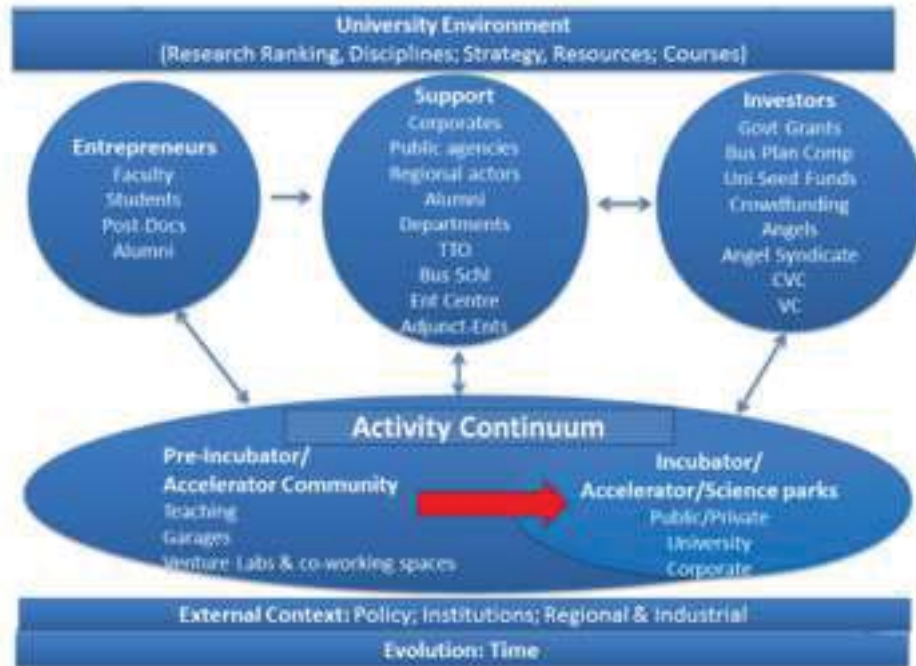 University Environment
(Research Ranking, Disciplines; Strategy, Resources; Courses)
Entrepreneurs
Faculty
Students
Post-Docs
Alumni
Support
Corporates
Public agencies
Regional actors
Alumni
Departments
TTO
Bus Schl
Ent Centre
Adjunct-Ents
Investors
Govt Grants
Bus Plan Comp
Uni Seed Funds
Crowdfunding
Angels
Angel Syndicate
CVC
VC
Activity Continuum
Pre-Incubator/
Accelerator Community
Teaching
Garages
Venture Labs & co-working spaces
Incubator/
Accelerator/Science parks
Public/Private
University
Corporate
External Context: Policy; Institutions; Regional & Industrial
Evolution: Time